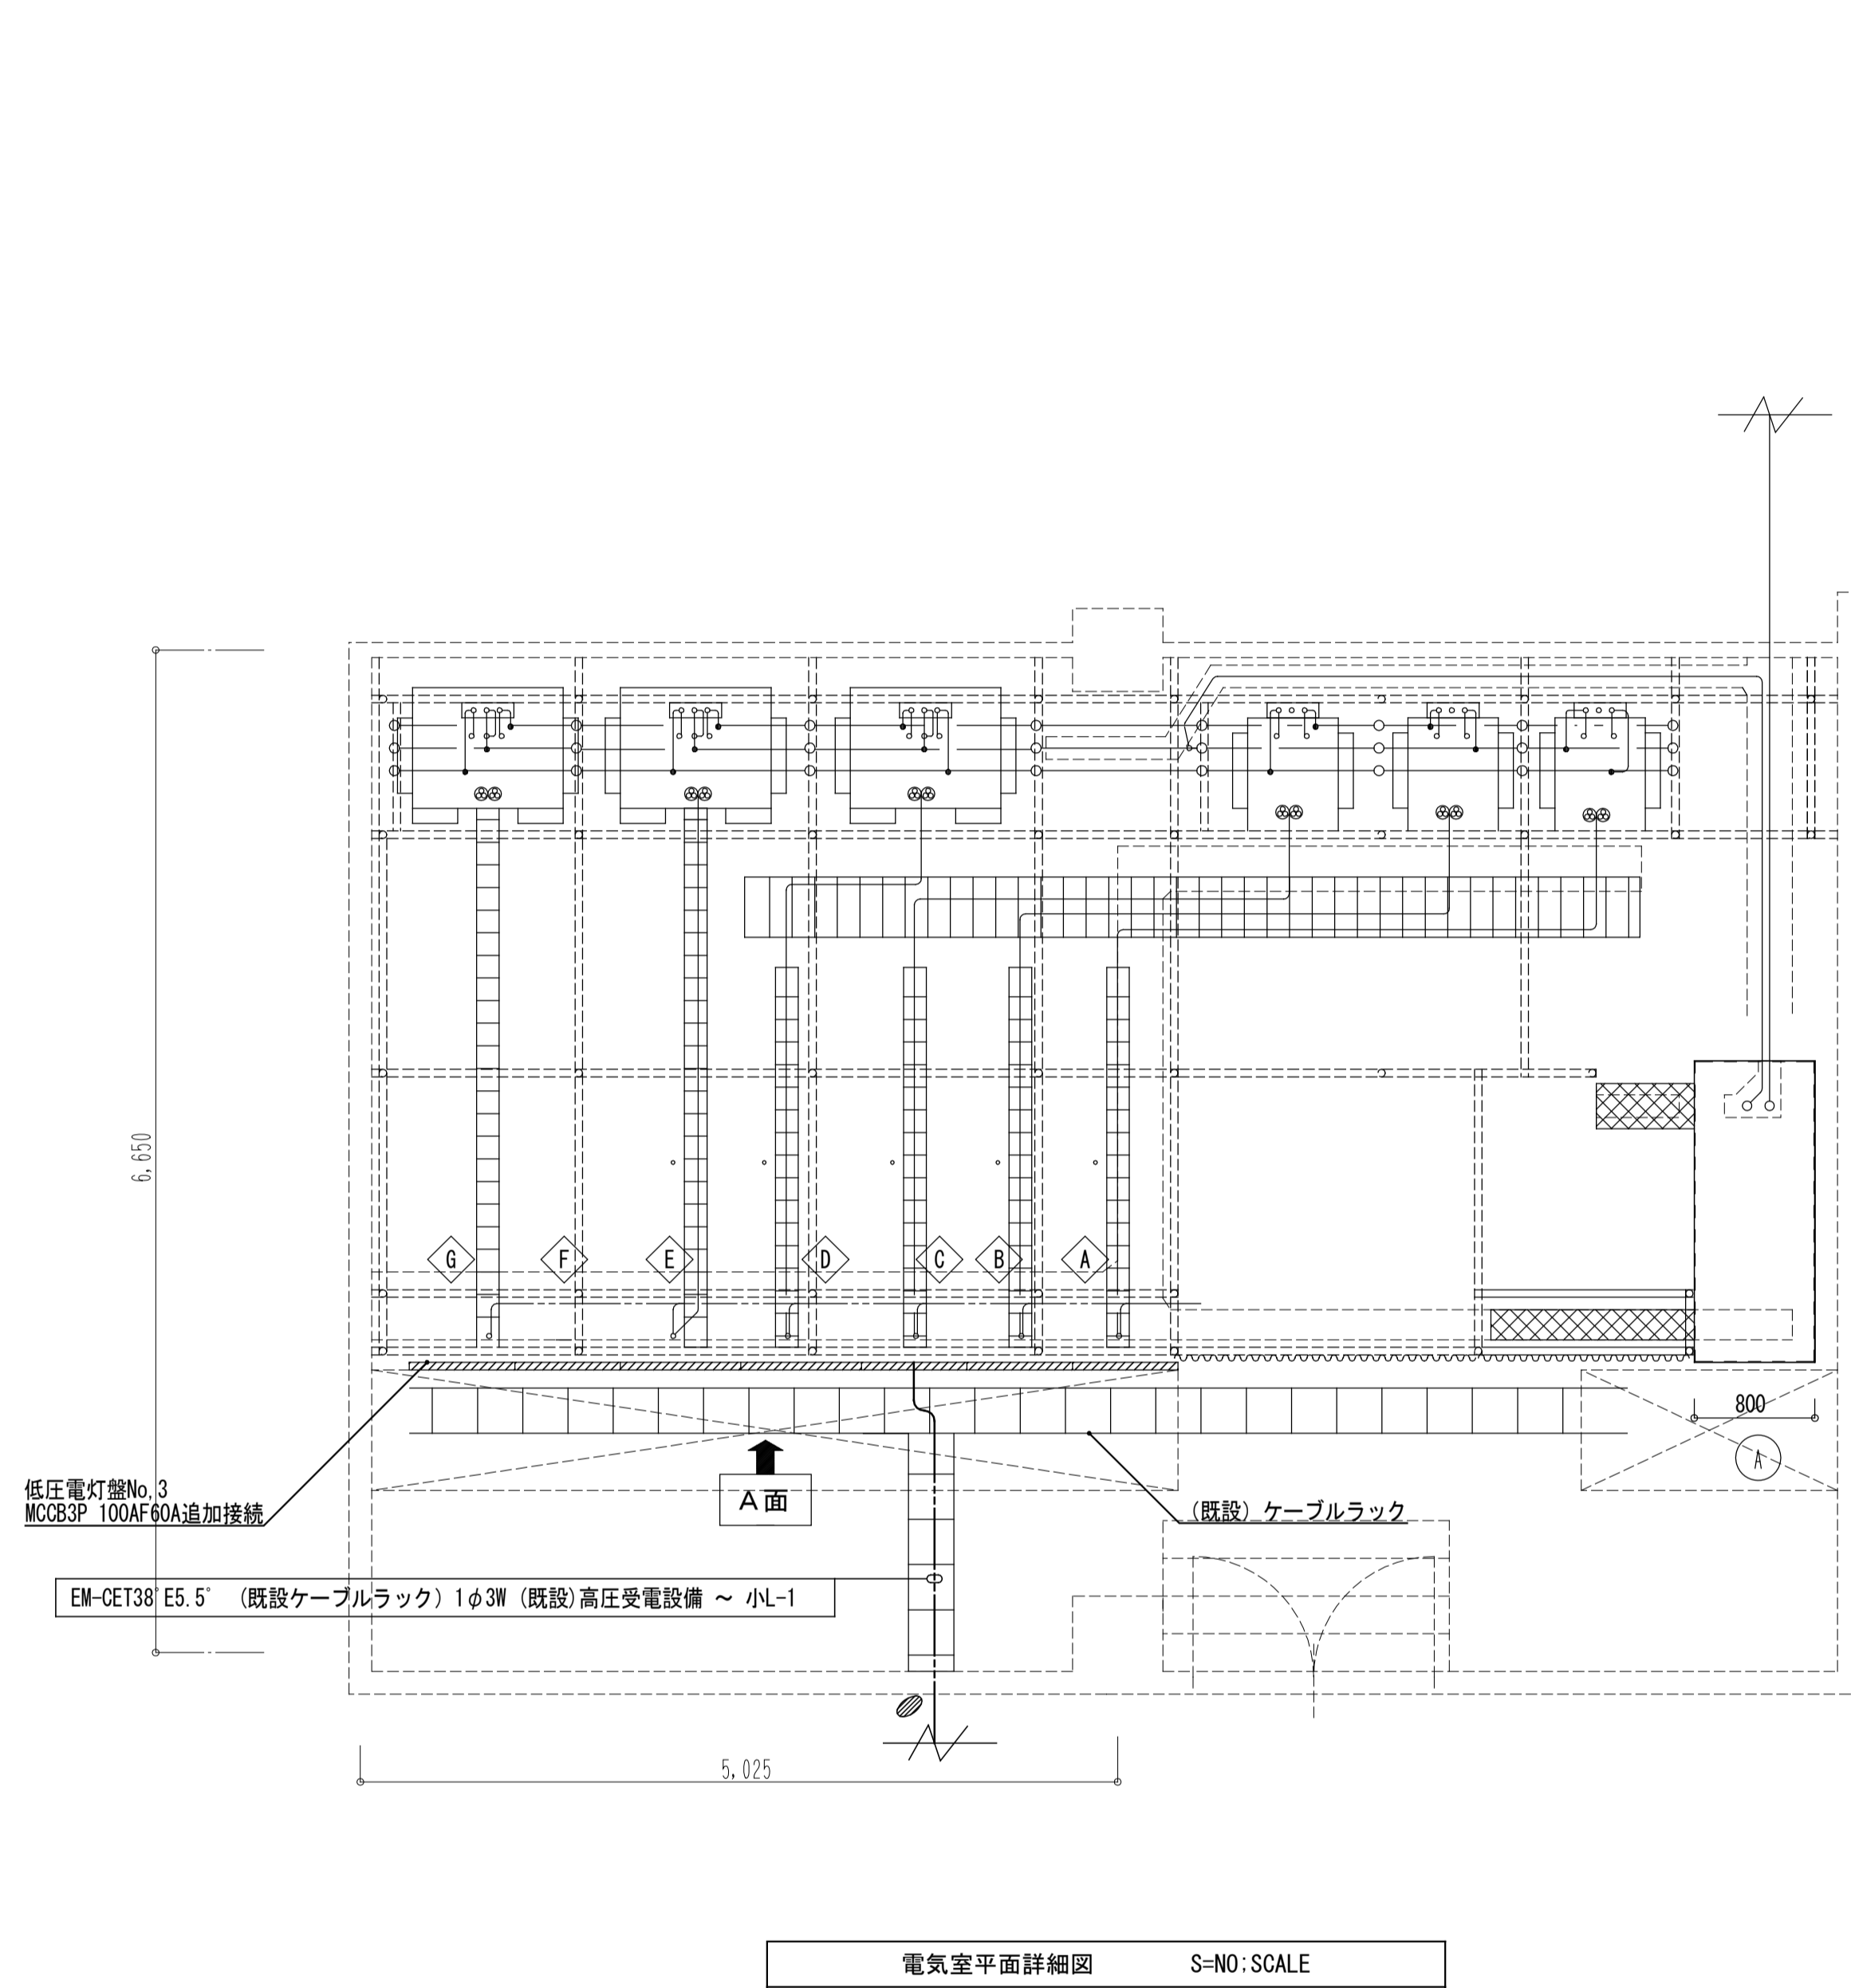 6,650
G
F
E
D
C
B
A
800
A
低圧電灯盤No,3
MCCB3P 100AF60A追加接続
A面
(既設) ケーブルラック
EM-CET38°E5.5° (既設ケーブルラック) 1φ3W (既設)高圧受電設備 ～ 小L-1
5,025
電気室平面詳細図 S=NO;SCALE